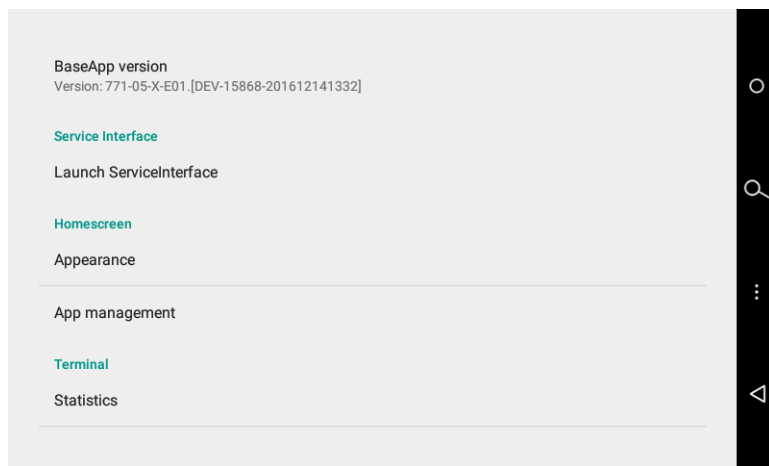 BaseApp version
Version: 771-05-X-E01.[DEV-15868-201612141332]
Service Interface
Launch ServiceInterface
Homescreen
Appearance
App management
Terminal
Statistics